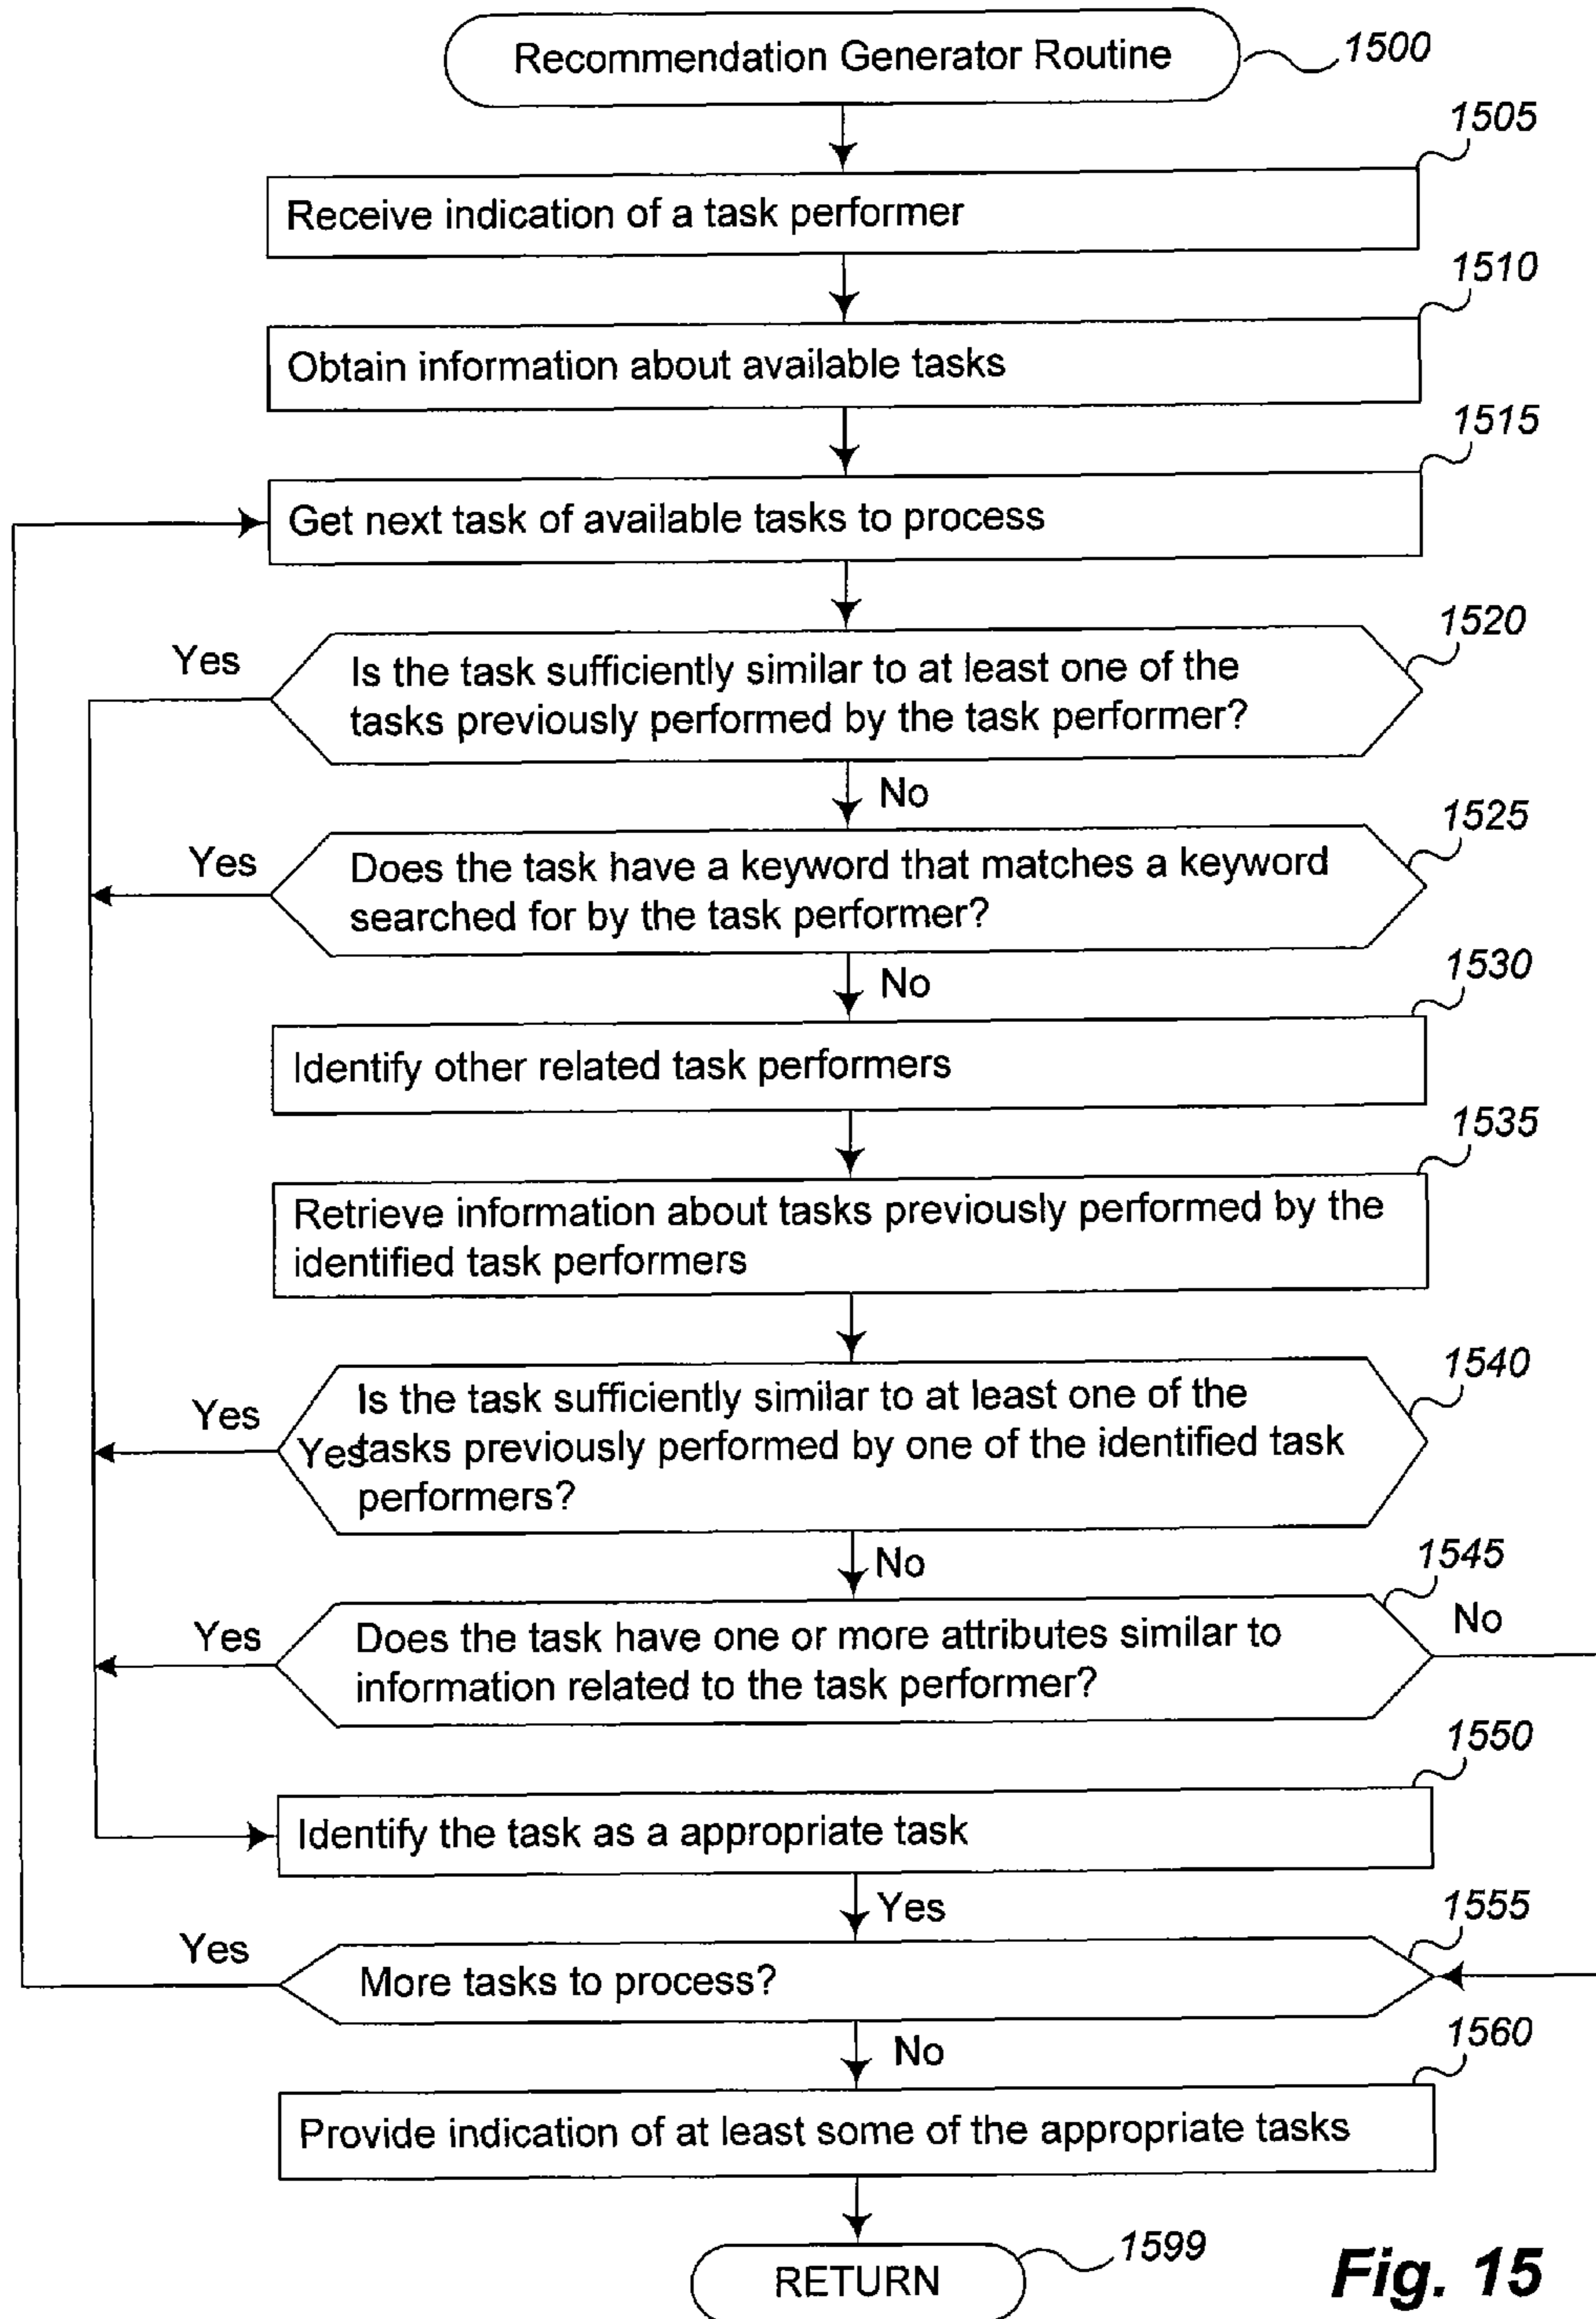 Recommendation Generator Routine
1500
1505
Receive indication of a task performer
1510
Obtain information about available tasks
1515
Get next task of available tasks to process
1520
Yes
Is the task sufficiently similar to at least one of the
tasks previously performed by the task performer?
No
1525
Yes
Does the task have a keyword that matches a keyword
searched for by the task performer?
No
1530
Identify other related task performers
1535
Retrieve information about tasks previously performed by the
identified task performers
1540
Yes
Is the task sufficiently similar to at least one of the
Yes
tasks previously performed by one of the identified task
performers?
No
1545
Yes
Does the task have one or more attributes similar to
information related to the task performer?
No
1550
Identify the task as a appropriate task
Yes
1555
Yes
More tasks to process?
No
1560
Provide indication of at least some of the appropriate tasks
1599
RETURN
Fig. 15